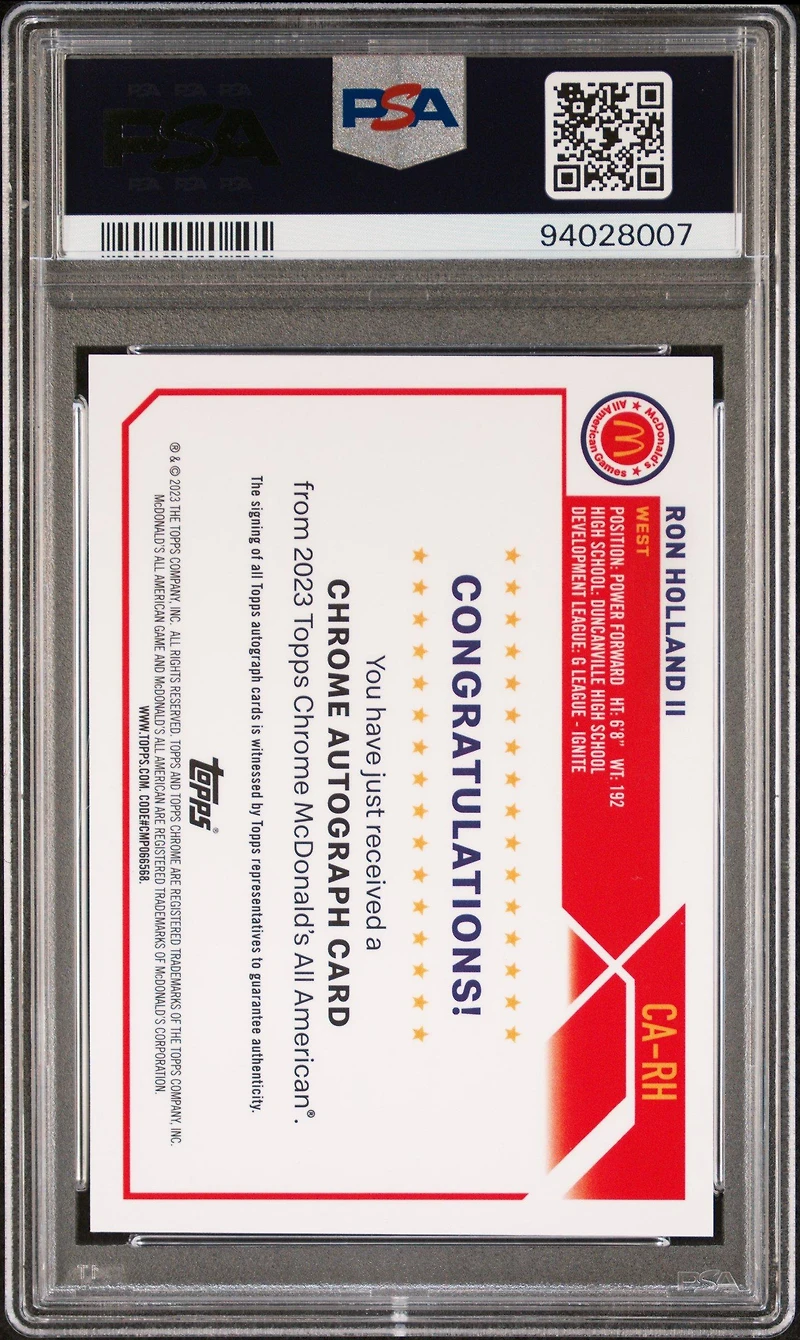 PSA
94028007
McDonald's
All American Games
RON HOLLAND II
WEST
POSITION: POWER FORWARD HT: 6'8" WT: 192
HIGH SCHOOL: DUNCANVILLE HIGH SCHOOL
DEVELOPMENT LEAGUE: G LEAGUE - IGNITE
CA-RH
CONGRATULATIONS!
You have just received a
CHROME AUTOGRAPH CARD
from 2023 Topps Chrome McDonald's All American®.
The signing of all Topps autograph cards is witnessed by Topps representatives to guarantee authenticity.
topps®
® & © 2023 THE TOPPS COMPANY, INC. ALL RIGHTS RESERVED. TOPPS AND TOPPS CHROME ARE REGISTERED TRADEMARKS OF THE TOPPS COMPANY, INC.
McDONALD'S ALL AMERICAN GAME AND McDONALD'S ALL AMERICAN ARE REGISTERED TRADEMARKS OF McDONALD'S CORPORATION.
WWW.TOPPS.COM. CODE#CMP066568.
PSA